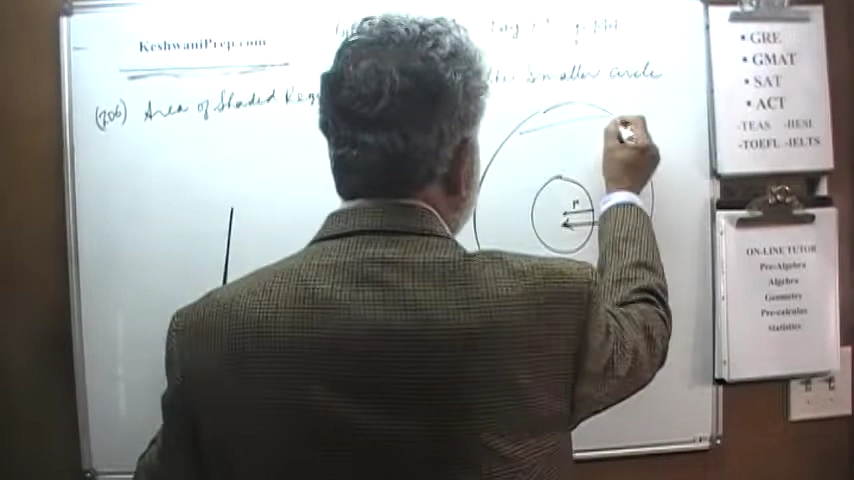 KeshwaniPrep.com
(206) Area of Shaded Reg
Smaller circle
r
• GRE
• GMAT
• SAT
• ACT
-TEAS -HESI
-TOEFL -IELTS
ON-LINE TUTOR
Pre-Algebra
Algebra
Geometry
Pre-calculus
Statistics